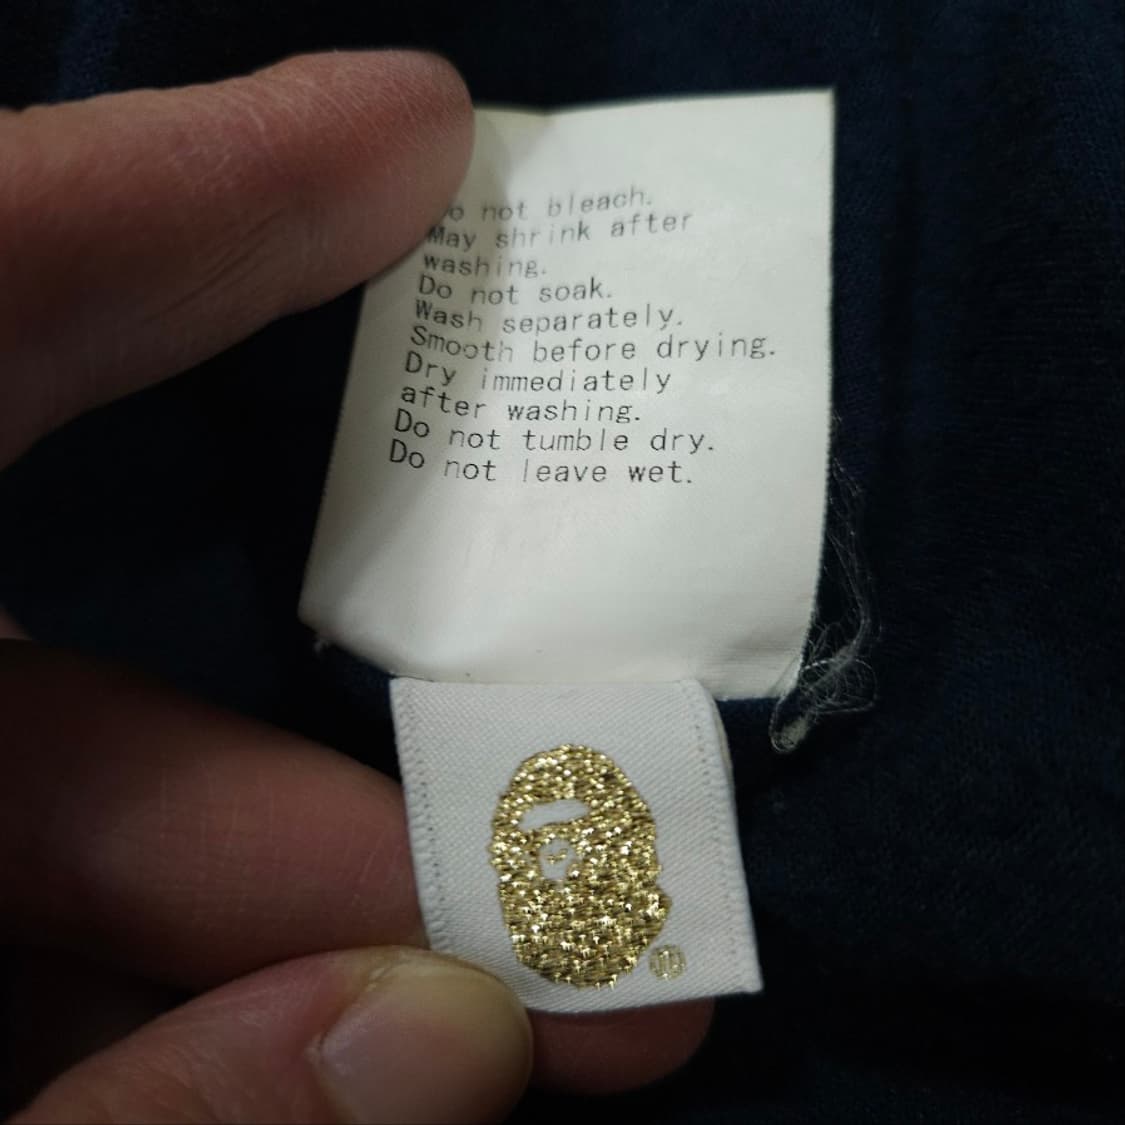 Do not bleach.
May shrink after
washing.
Do not soak.
Wash separately.
Smooth before drying.
Dry immediately
after washing.
Do not tumble dry.
Do not leave wet.